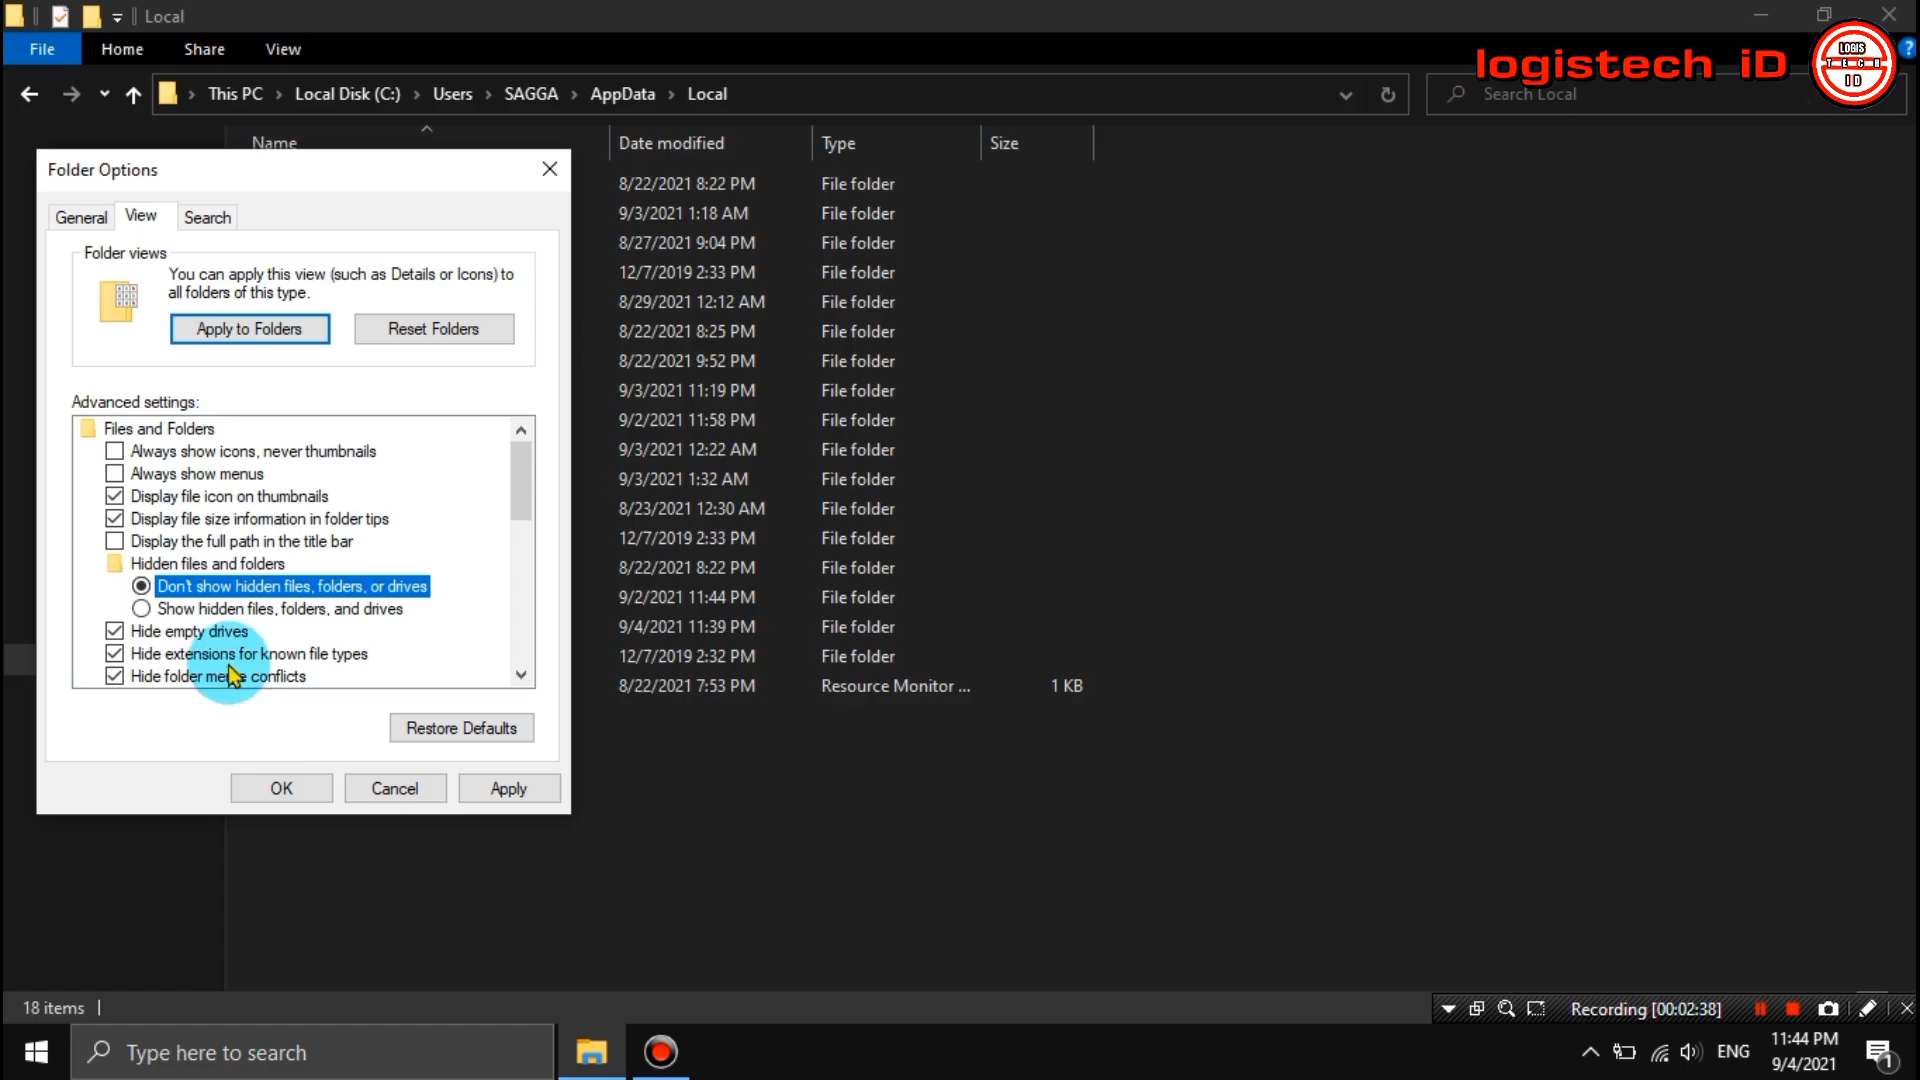 Local
File Home Share View
logistech iD
LOGIS
TECH
ID
?
This PC Local Disk (C:) Users SAGGA AppData Local
Search Local
Name Date modified Type Size
8/22/2021 8:22 PM File folder
9/3/2021 1:18 AM File folder
8/27/2021 9:04 PM File folder
12/7/2019 2:33 PM File folder
8/29/2021 12:12 AM File folder
8/22/2021 8:25 PM File folder
8/22/2021 9:52 PM File folder
9/3/2021 11:19 PM File folder
9/2/2021 11:58 PM File folder
9/3/2021 12:22 AM File folder
9/3/2021 1:32 AM File folder
8/23/2021 12:30 AM File folder
12/7/2019 2:33 PM File folder
8/22/2021 8:22 PM File folder
9/2/2021 11:44 PM File folder
9/4/2021 11:39 PM File folder
12/7/2019 2:32 PM File folder
8/22/2021 7:53 PM Resource Monitor ... 1 KB
Folder Options
General View Search
Folder views
You can apply this view (such as Details or Icons) to
all folders of this type.
Apply to Folders Reset Folders
Advanced settings:
Files and Folders
Always show icons, never thumbnails
Always show menus
Display file icon on thumbnails
Display file size information in folder tips
Display the full path in the title bar
Hidden files and folders
Don't show hidden files, folders, or drives
Show hidden files, folders, and drives
Hide empty drives
Hide extensions for known file types
Hide folder merge conflicts
Restore Defaults
OK Cancel Apply
18 items
Recording [00:02:38]
Type here to search
ENG
11:44 PM
9/4/2021
1